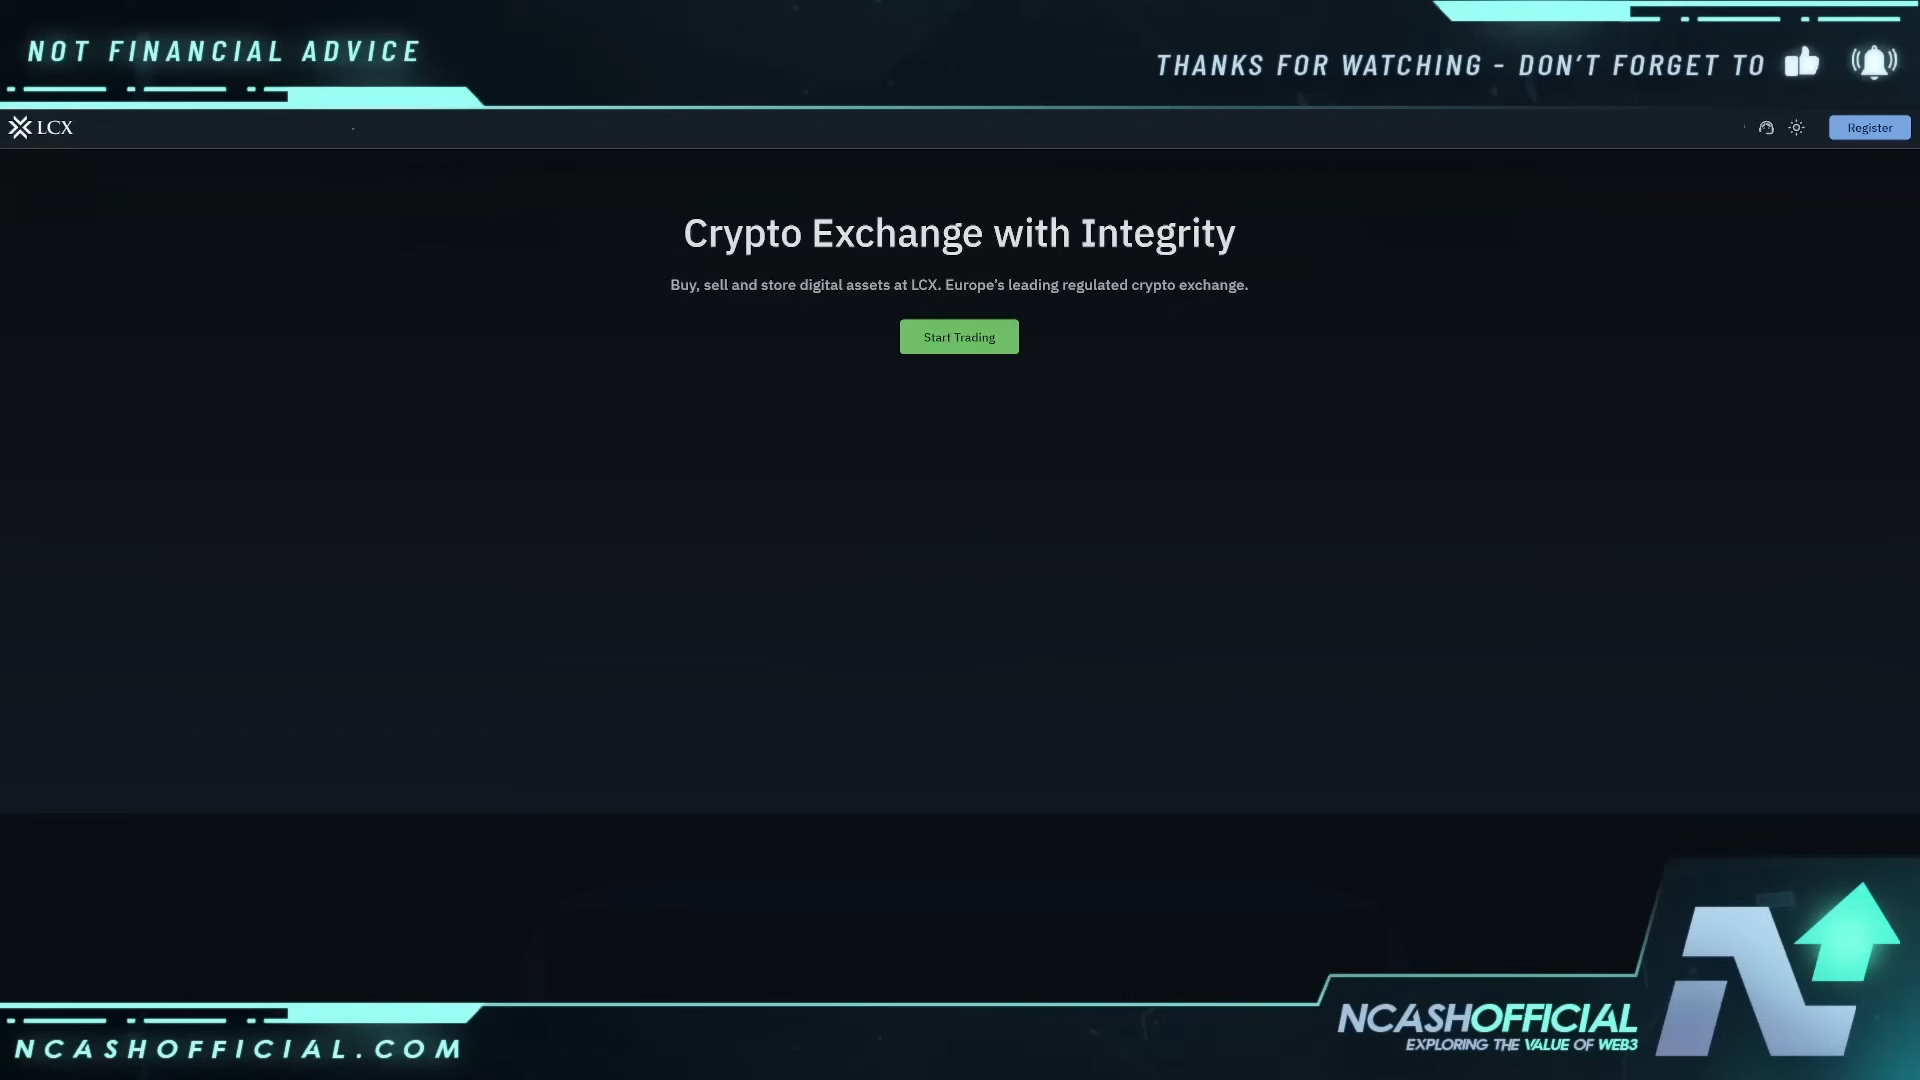 NOT FINANCIAL ADVICE
THANKS FOR WATCHING - DON'T FORGET TO
LCX
Register
Crypto Exchange with Integrity
Buy, sell and store digital assets at LCX. Europe's leading regulated crypto exchange.
Start Trading
NCASHOFFICIAL
EXPLORING THE VALUE OF WEB3
NCASHOFFICIAL.COM